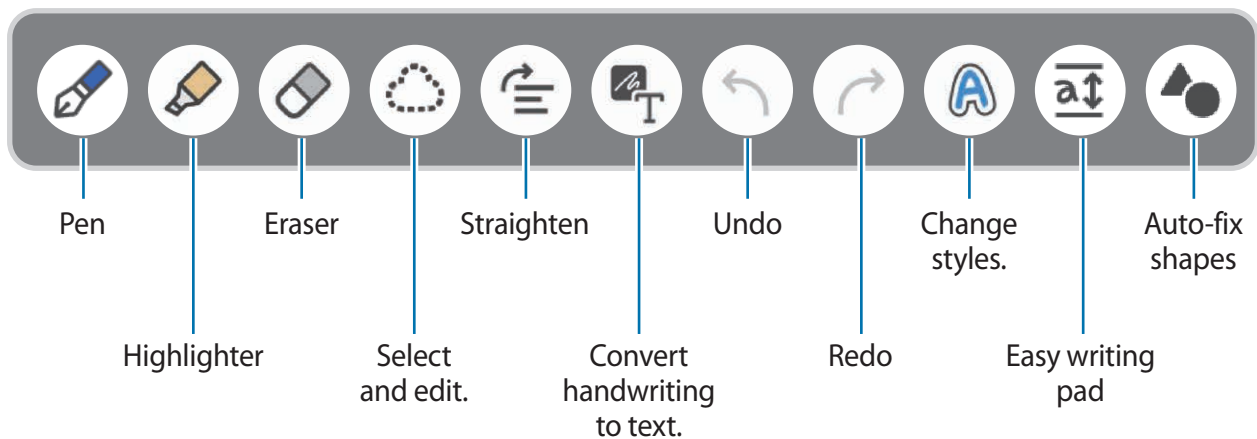 Pen
Eraser
Straighten
Undo
Change
styles.
Auto-fix
shapes
Highlighter
Select
and edit.
Convert
handwriting
to text.
Redo
Easy writing
pad